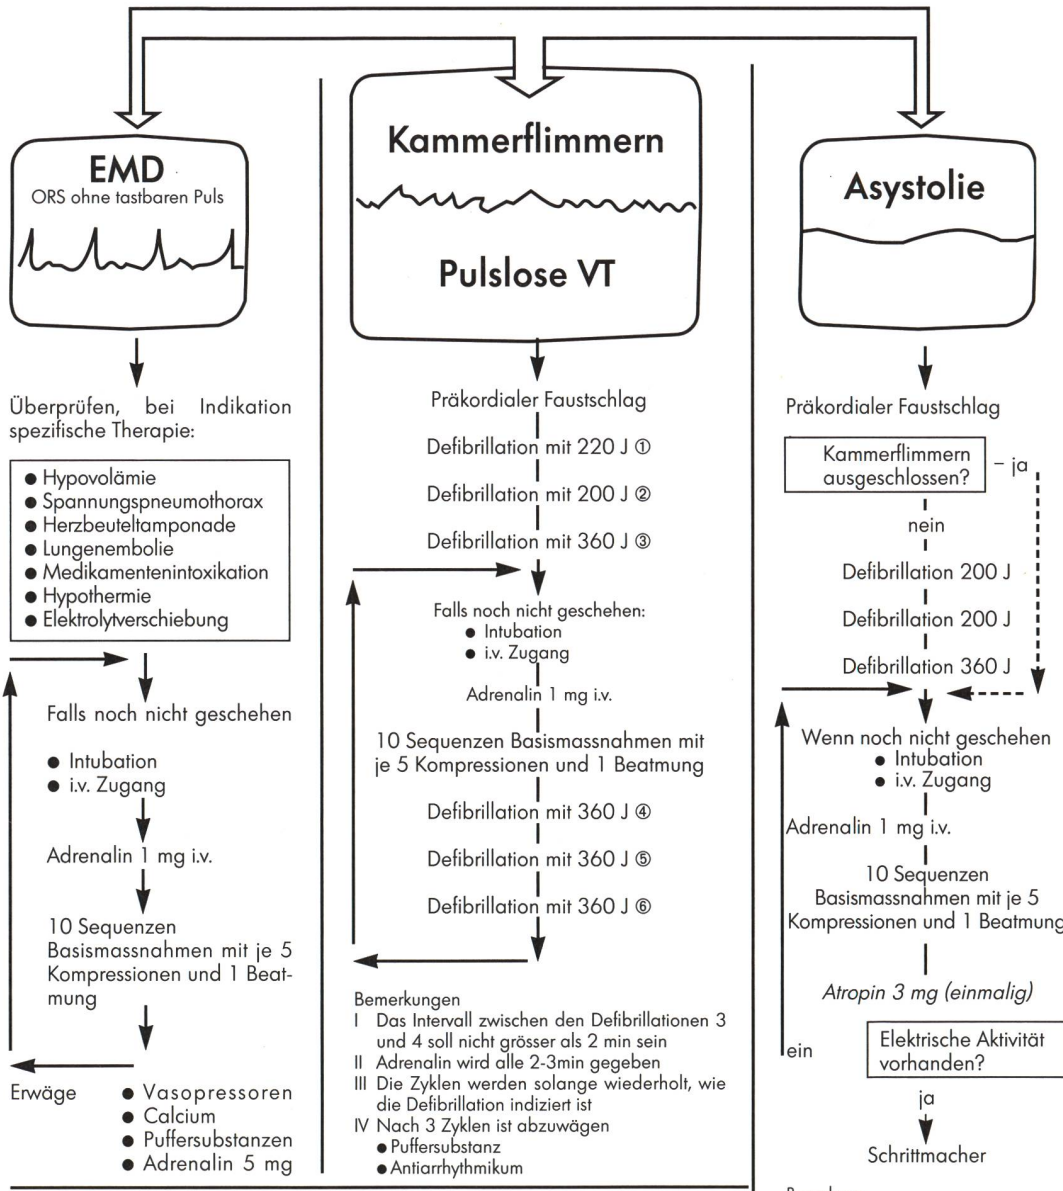 EMD
ORS ohne tastbaren Puls
Überprüfen, bei Indikation
spezifische Therapie:
● Hypovolämie
● Spannungspneumothorax
● Herzbeuteltamponade
● Lungenembolie
● Medikamentenintoxikation
● Hypothermie
● Elektrolytverschiebung
Falls noch nicht geschehen
● Intubation
● i.v. Zugang
Adrenalin 1 mg i.v.
10 Sequenzen
Basismassnahmen mit je 5
Kompressionen und 1 Beat-
mung
Erwäge
● Vasopressoren
● Calcium
● Puffersubstanzen
● Adrenalin 5 mg
Kammerflimmern
Pulslose VT
Präkordialer Faustschlag
Defibrillation mit 220 J ①
Defibrillation mit 200 J ②
Defibrillation mit 360 J ③
Falls noch nicht geschehen:
● Intubation
● i.v. Zugang
Adrenalin 1 mg i.v.
10 Sequenzen Basismassnahmen mit
je 5 Kompressionen und 1 Beatmung
Defibrillation mit 360 J ④
Defibrillation mit 360 J ⑤
Defibrillation mit 360 J ⑥
Bemerkungen
I Das Intervall zwischen den Defibrillationen 3
und 4 soll nicht grösser als 2 min sein
II Adrenalin wird alle 2-3min gegeben
III Die Zyklen werden solange wiederholt, wie
die Defibrillation indiziert ist
IV Nach 3 Zyklen ist abzuwägen
● Puffersubstanz
● Antiarrhythmikum
Asystolie
Präkordialer Faustschlag
Kammerflimmern
ausgeschlossen?
– ja
nein
Defibrillation 200 J
Defibrillation 200 J
Defibrillation 360 J
Wenn noch nicht geschehen
● Intubation
● i.v. Zugang
Adrenalin 1 mg i.v.
10 Sequenzen
Basismassnahmen mit je 5
Kompressionen und 1 Beatmung
Atropin 3 mg (einmalig)
Elektrische Aktivität
vorhanden?
ein
ja
Schrittmacher